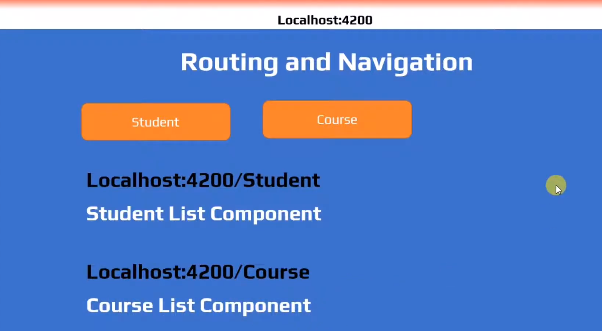 Localhost:4200
Routing and Navigation
Student
Course
Localhost:4200/Student
Student List Component
Localhost:4200/Course
Course List Component